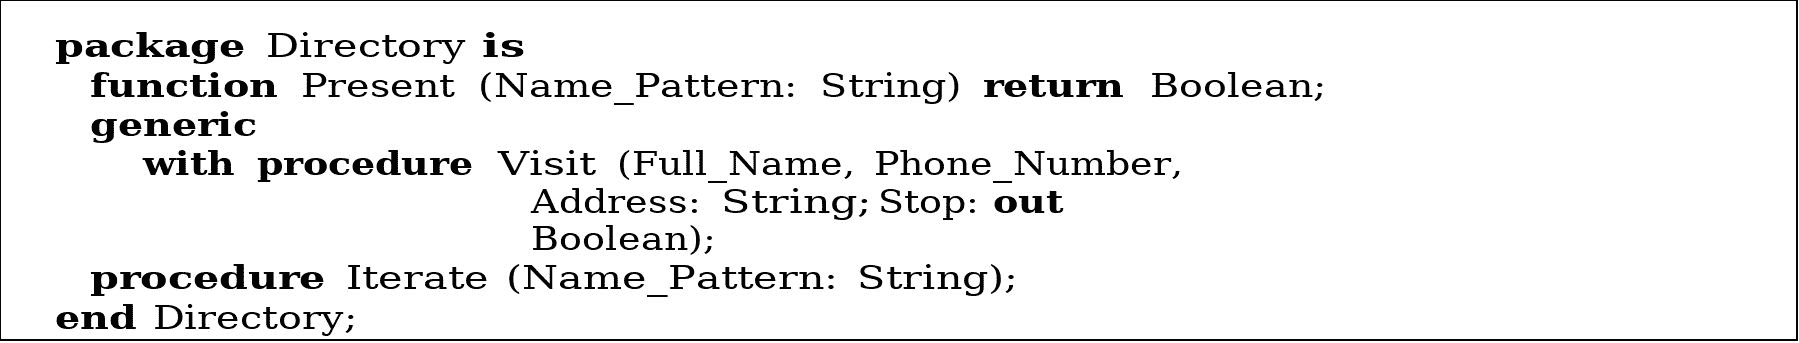 package Directory is
function Present (Name_Pattern: String) return Boolean;
generic
with procedure Visit (Full_Name, Phone_Number,
Address: String; Stop: out
Boolean);
procedure Iterate (Name_Pattern: String);
end Directory;